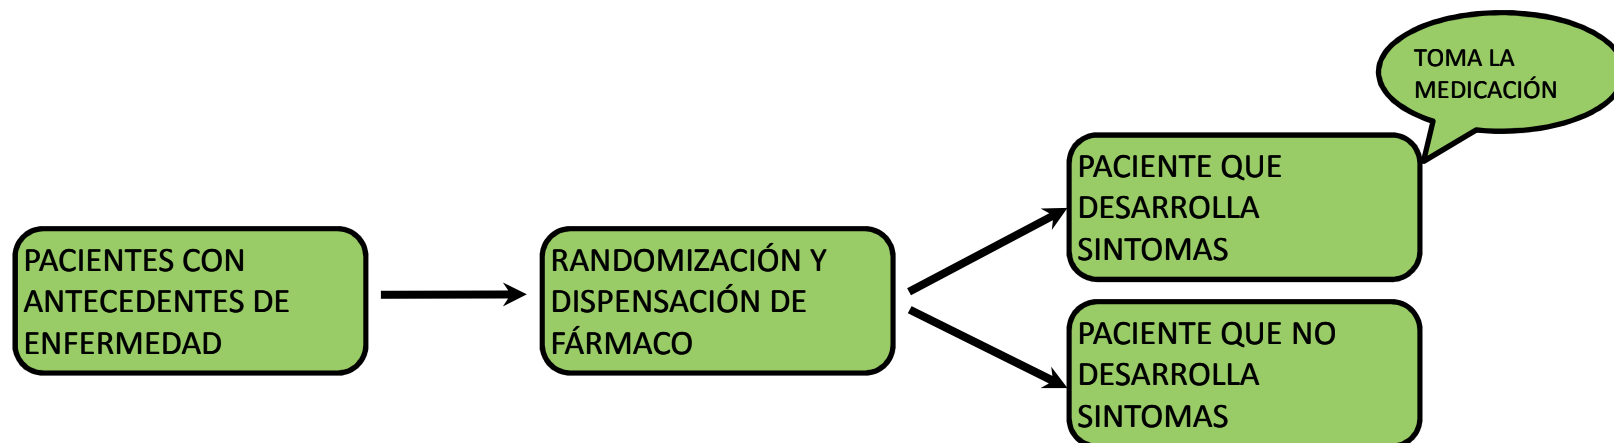 PACIENTES CON
ANTECEDENTES DE
ENFERMEDAD
RANDOMIZACIÓN Y
DISPENSACIÓN DE
FÁRMACO
TOMA LA
MEDICACIÓN
PACIENTE QUE
DESARROLLA
SINTOMAS
PACIENTE QUE NO
DESARROLLA
SINTOMAS